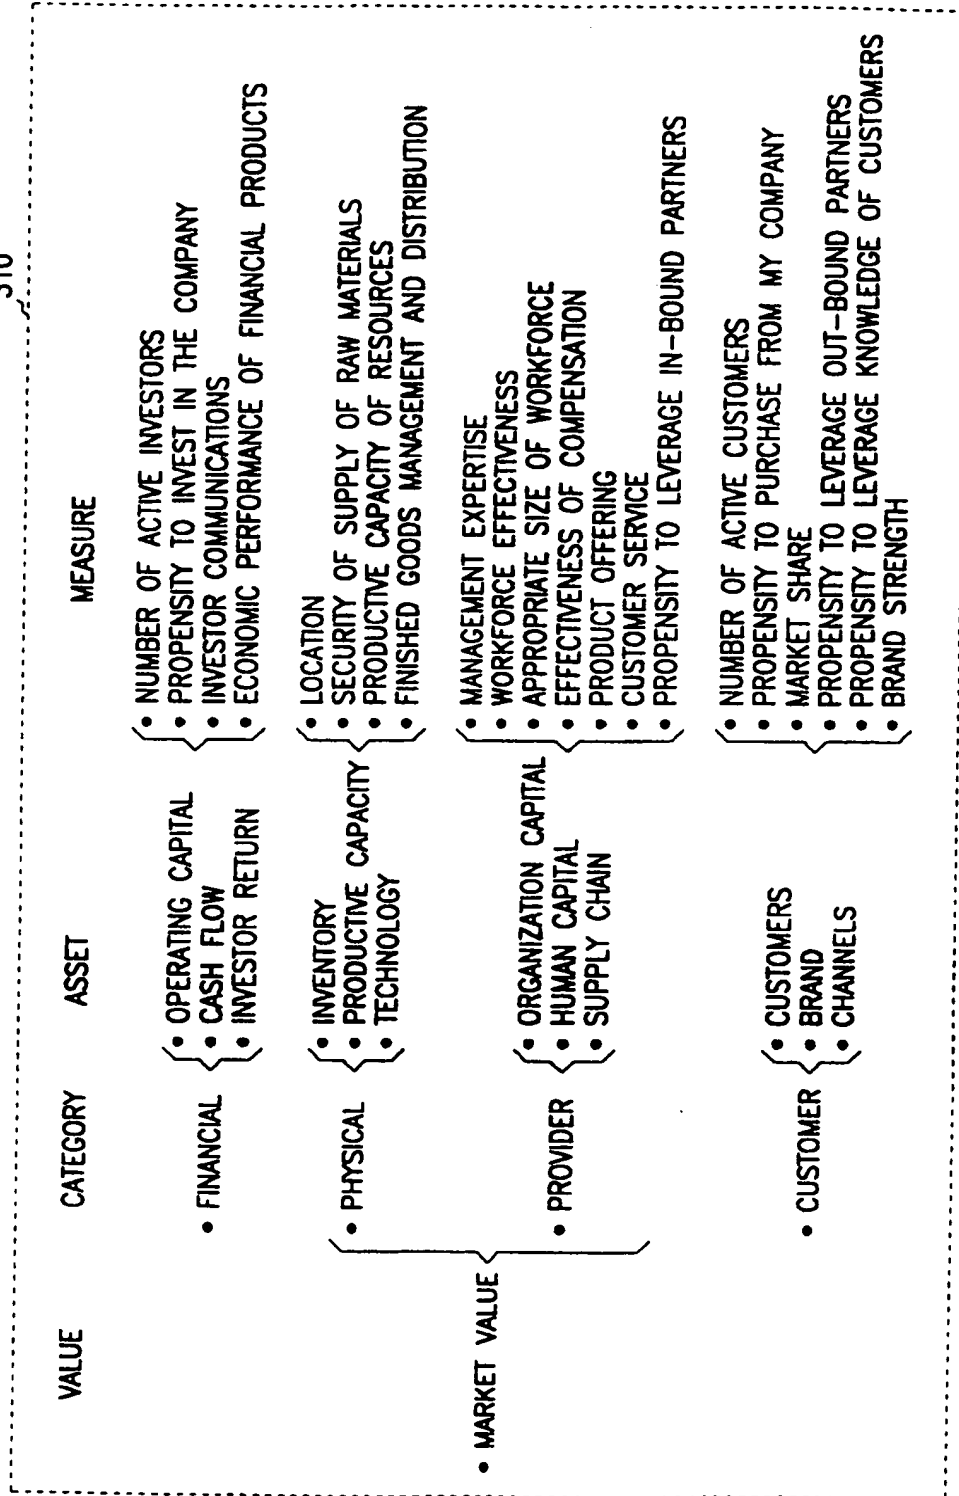 310
VALUE
CATEGORY
ASSET
MEASURE
• MARKET VALUE
• FINANCIAL
• OPERATING CAPITAL
• CASH FLOW
• INVESTOR RETURN
• NUMBER OF ACTIVE INVESTORS
• PROPENSITY TO INVEST IN THE COMPANY
• INVESTOR COMMUNICATIONS
• ECONOMIC PERFORMANCE OF FINANCIAL PRODUCTS
• PHYSICAL
• INVENTORY
• PRODUCTIVE CAPACITY
• TECHNOLOGY
• LOCATION
• SECURITY OF SUPPLY OF RAW MATERIALS
• PRODUCTIVE CAPACITY OF RESOURCES
• FINISHED GOODS MANAGEMENT AND DISTRIBUTION
• PROVIDER
• ORGANIZATION CAPITAL
• HUMAN CAPITAL
• SUPPLY CHAIN
• MANAGEMENT EXPERTISE
• WORKFORCE EFFECTIVENESS
• APPROPRIATE SIZE OF WORKFORCE
• EFFECTIVENESS OF COMPENSATION
• PRODUCT OFFERING
• CUSTOMER SERVICE
• PROPENSITY TO LEVERAGE IN-BOUND PARTNERS
• CUSTOMER
• CUSTOMERS
• BRAND
• CHANNELS
• NUMBER OF ACTIVE CUSTOMERS
• PROPENSITY TO PURCHASE FROM MY COMPANY
• MARKET SHARE
• PROPENSITY TO LEVERAGE OUT-BOUND PARTNERS
• PROPENSITY TO LEVERAGE KNOWLEDGE OF CUSTOMERS
• BRAND STRENGTH